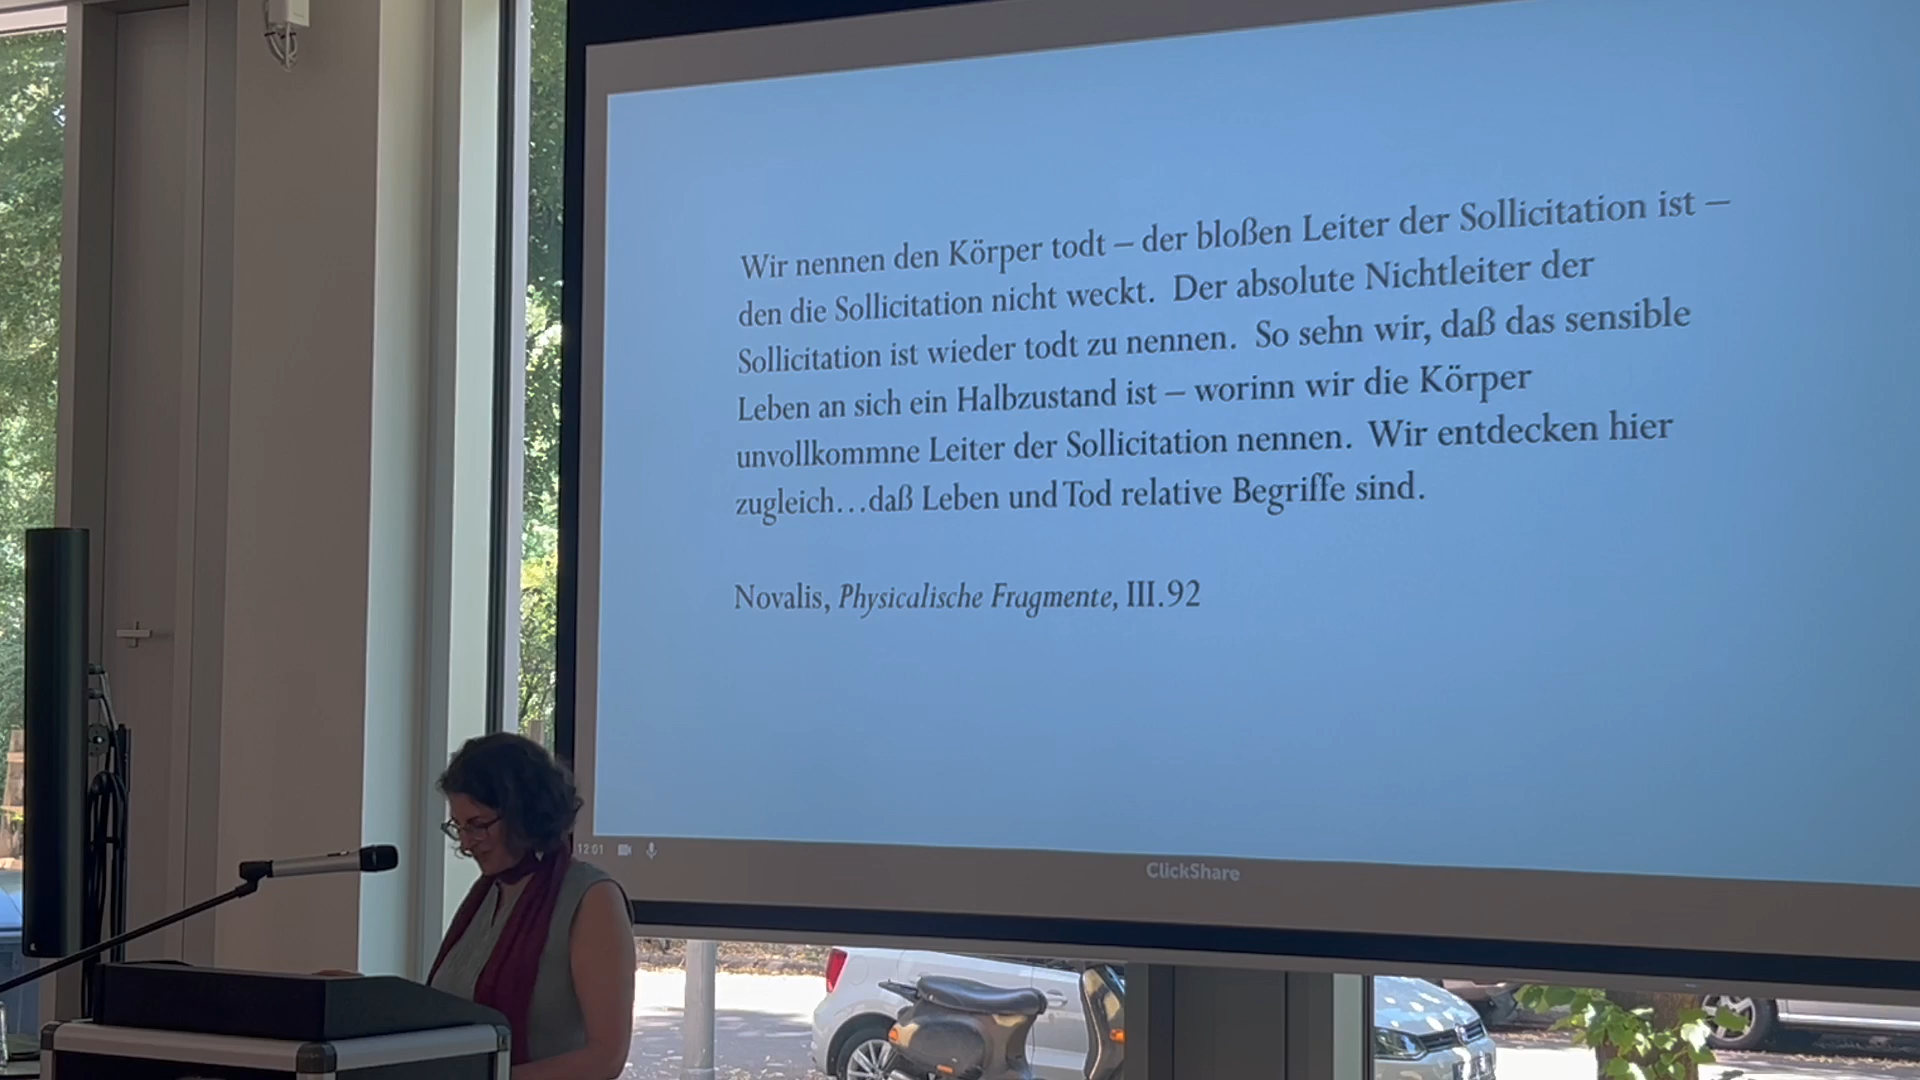 Wir nennen den Körper todt – der bloßen Leiter der Sollicitation ist –
den die Sollicitation nicht weckt. Der absolute Nichtleiter der
Sollicitation ist wieder todt zu nennen. So sehn wir, daß das sensible
Leben an sich ein Halbzustand ist – worinn wir die Körper
unvollkommne Leiter der Sollicitation nennen. Wir entdecken hier
zugleich…daß Leben und Tod relative Begriffe sind.
Novalis, Physicalische Fragmente, III.92
12:01
ClickShare